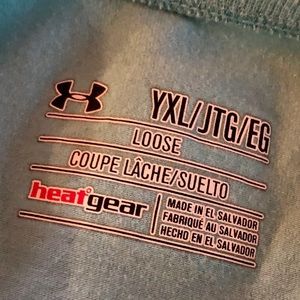 YXL/JTG/EG
LOOSE
COUPE LÂCHE/SUELTO
heatgear
MADE IN EL SALVADOR
FABRIQUÉ AU SALVADOR
HECHO EN EL SALVADOR